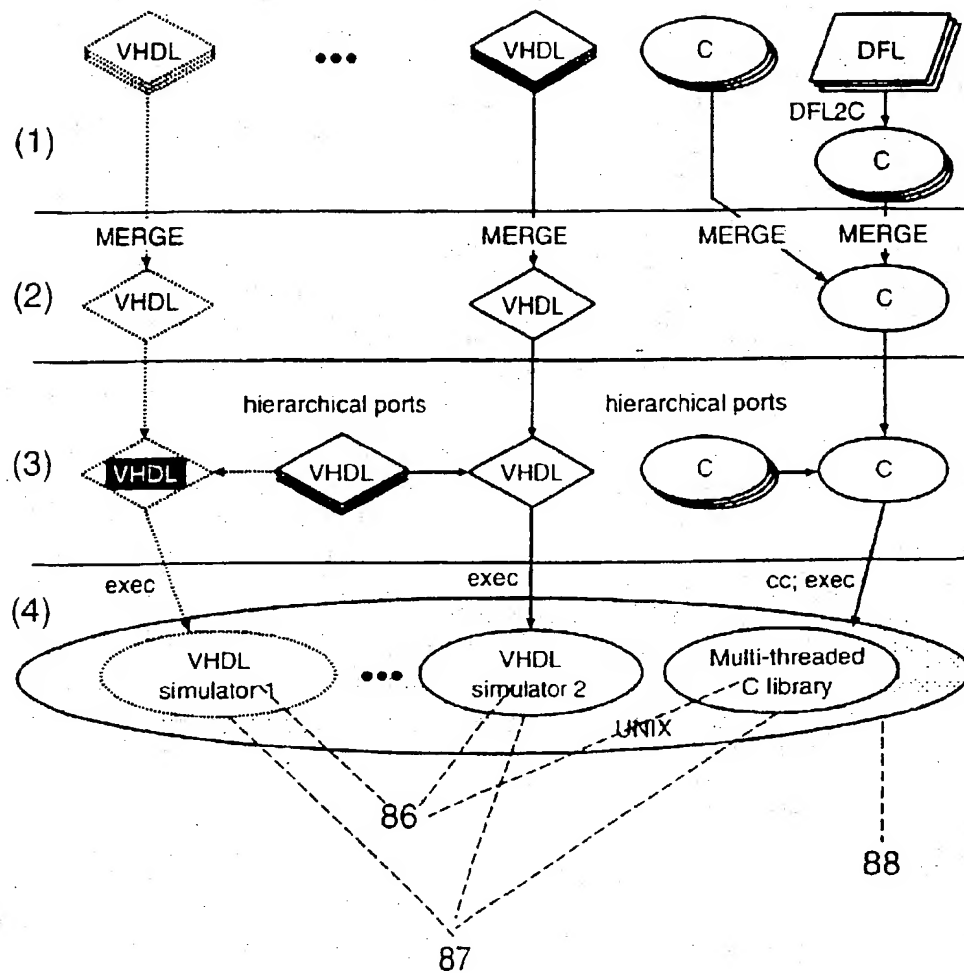 VHDL
•••
VHDL
C
DFL
DFL2C
(1)
C
MERGE
MERGE
MERGE
MERGE
(2)
VHDL
VHDL
C
hierarchical ports
hierarchical ports
(3)
VHDL
VHDL
VHDL
C
C
exec
exec
cc; exec
(4)
VHDL
simulator 1
•••
VHDL
simulator 2
Multi-threaded
C library
UNIX
86
88
87